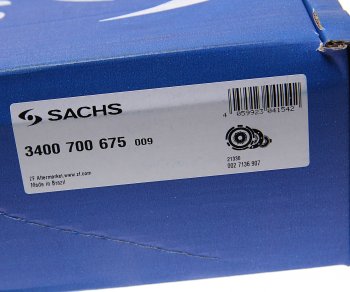 SACHS
4 059923 041542
3400 700 675 009
21330
002 7136 907
ZF Aftermarket.www.zf.com
Made in Brazil